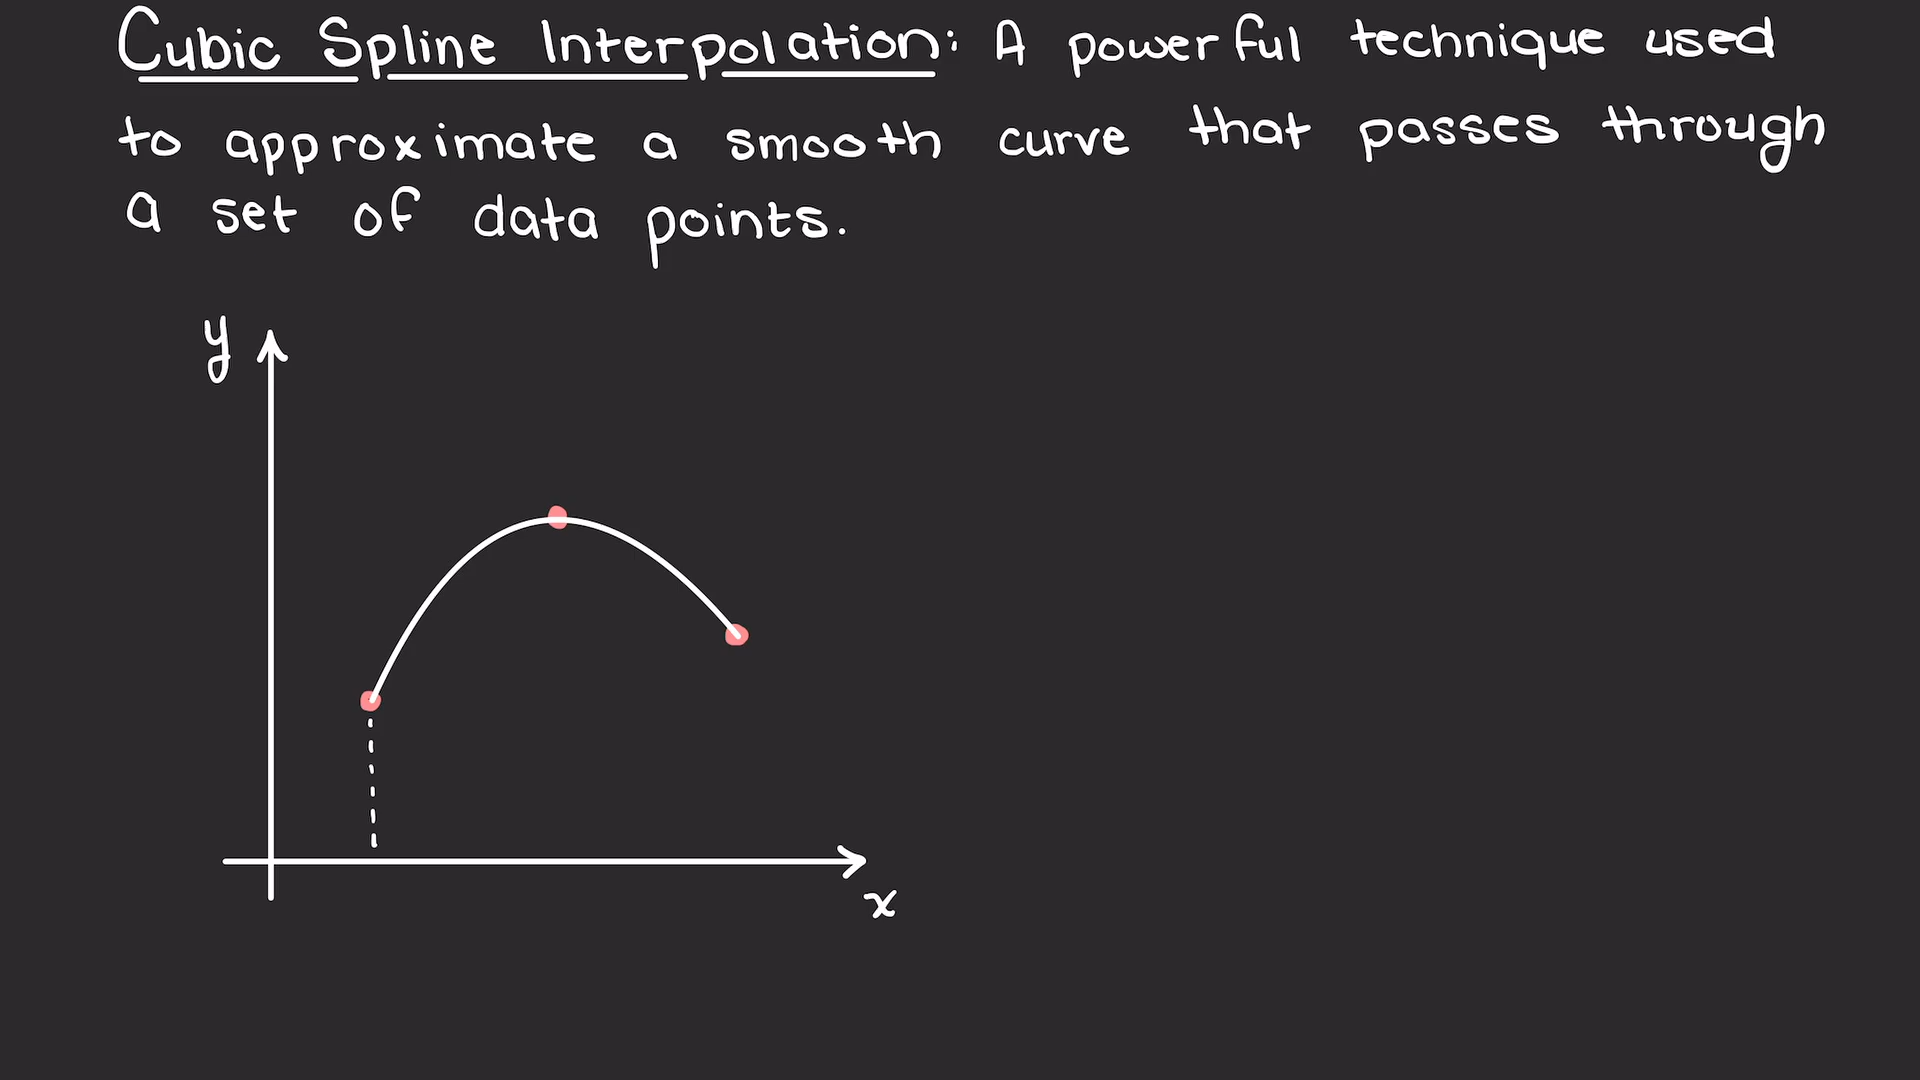 Cubic Spline Interpolation: A powerful technique used
to approximate a smooth curve that passes through
a set of data points.
y
x